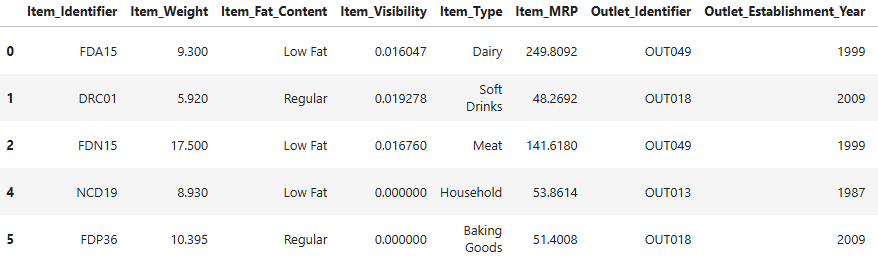 Item_Identifier Item_Weight Item_Fat_Content Item_Visibility Item_Type Item_MRP Outlet_Identifier Outlet_Establishment_Year
0 FDA15 9.300 Low Fat 0.016047 Dairy 249.8092 OUT049 1999
1 DRC01 5.920 Regular 0.019278 Soft Drinks 48.2692 OUT018 2009
2 FDN15 17.500 Low Fat 0.016760 Meat 141.6180 OUT049 1999
4 NCD19 8.930 Low Fat 0.000000 Household 53.8614 OUT013 1987
5 FDP36 10.395 Regular 0.000000 Baking Goods 51.4008 OUT018 2009